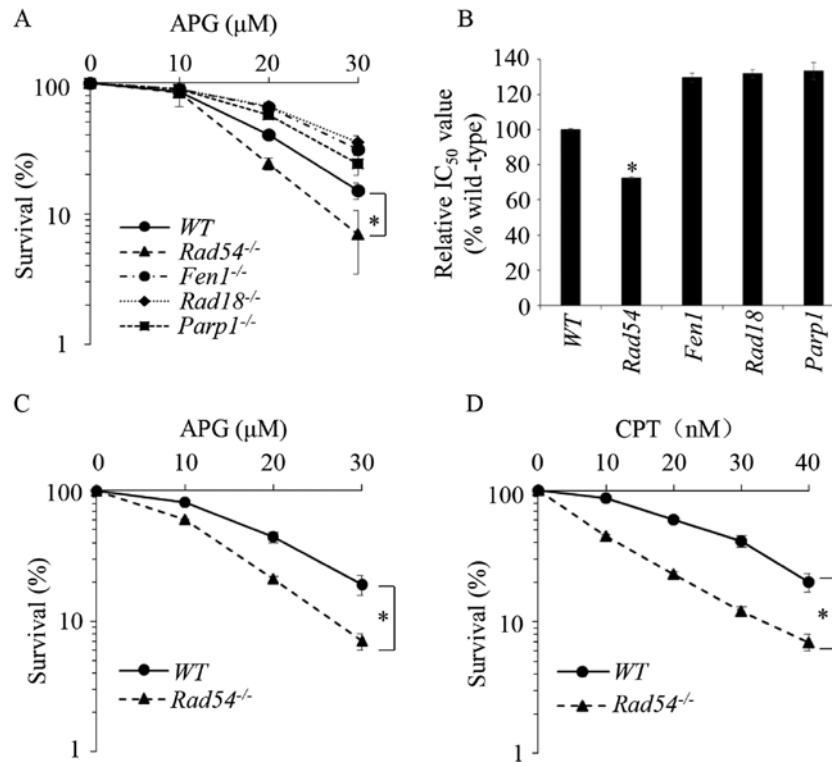 A
APG (μM)
0 10 20 30
100
10
1
Survival (%)
*
WT
Rad54-/-
Fen1-/-
Rad18-/-
Parp1-/-
B
Relative IC50 value
(% wild-type)
140
120
100
80
60
40
20
0
*
WT
Rad54
Fen1
Rad18
Parp1
C
APG (μM)
0 10 20 30
100
10
1
Survival (%)
*
WT
Rad54-/-
D
CPT (nM)
0 10 20 30 40
100
10
1
Survival (%)
*
WT
Rad54-/-